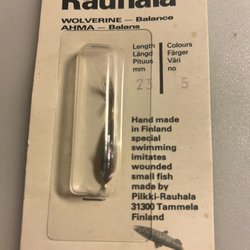 Rauhala
WOLVERINE — Balance
AHMA — Balans
Length Colours
Längd Färger
Pituus Väri
mm no
23 5
Hand made
in Finland
special
swimming
imitates
wounded
small fish
made by
Pilkki-Rauhala
31300 Tammela
Finland